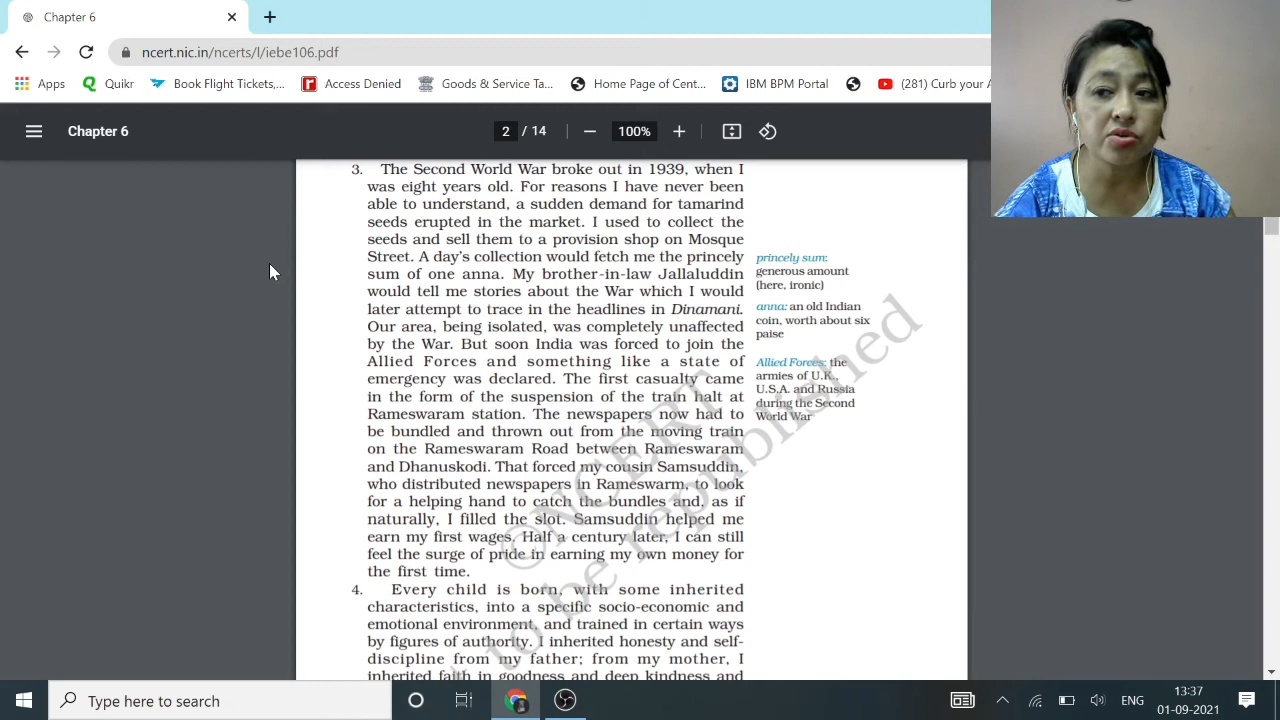 Chapter 6
ncert.nic.in/ncerts/l/iebe106.pdf
Apps Quikr Book Flight Tickets,... Access Denied Goods & Service Ta... Home Page of Cent... IBM BPM Portal (281) Curb your A
Chapter 6
2 / 14
100%
3. The Second World War broke out in 1939, when I
was eight years old. For reasons I have never been
able to understand, a sudden demand for tamarind
seeds erupted in the market. I used to collect the
seeds and sell them to a provision shop on Mosque
Street. A day's collection would fetch me the princely
sum of one anna. My brother-in-law Jallaluddin
would tell me stories about the War which I would
later attempt to trace in the headlines in Dinamani.
Our area, being isolated, was completely unaffected
by the War. But soon India was forced to join the
Allied Forces and something like a state of
emergency was declared. The first casualty came
in the form of the suspension of the train halt at
Rameswaram station. The newspapers now had to
be bundled and thrown out from the moving train
on the Rameswaram Road between Rameswaram
and Dhanuskodi. That forced my cousin Samsuddin,
who distributed newspapers in Rameswarm, to look
for a helping hand to catch the bundles and, as if
naturally, I filled the slot. Samsuddin helped me
earn my first wages. Half a century later, I can still
feel the surge of pride in earning my own money for
the first time.
4. Every child is born, with some inherited
characteristics, into a specific socio-economic and
emotional environment, and trained in certain ways
by figures of authority. I inherited honesty and self-
discipline from my father; from my mother, I
inherited faith in goodness and deep kindness and
princely sum:
generous amount
(here, ironic)
anna: an old Indian
coin, worth about six
paise
Allied Forces: the
armies of U.K.,
U.S.A. and Russia
during the Second
World War
©NCERT
to be republished
Type here to search
ENG
13:37
01-09-2021